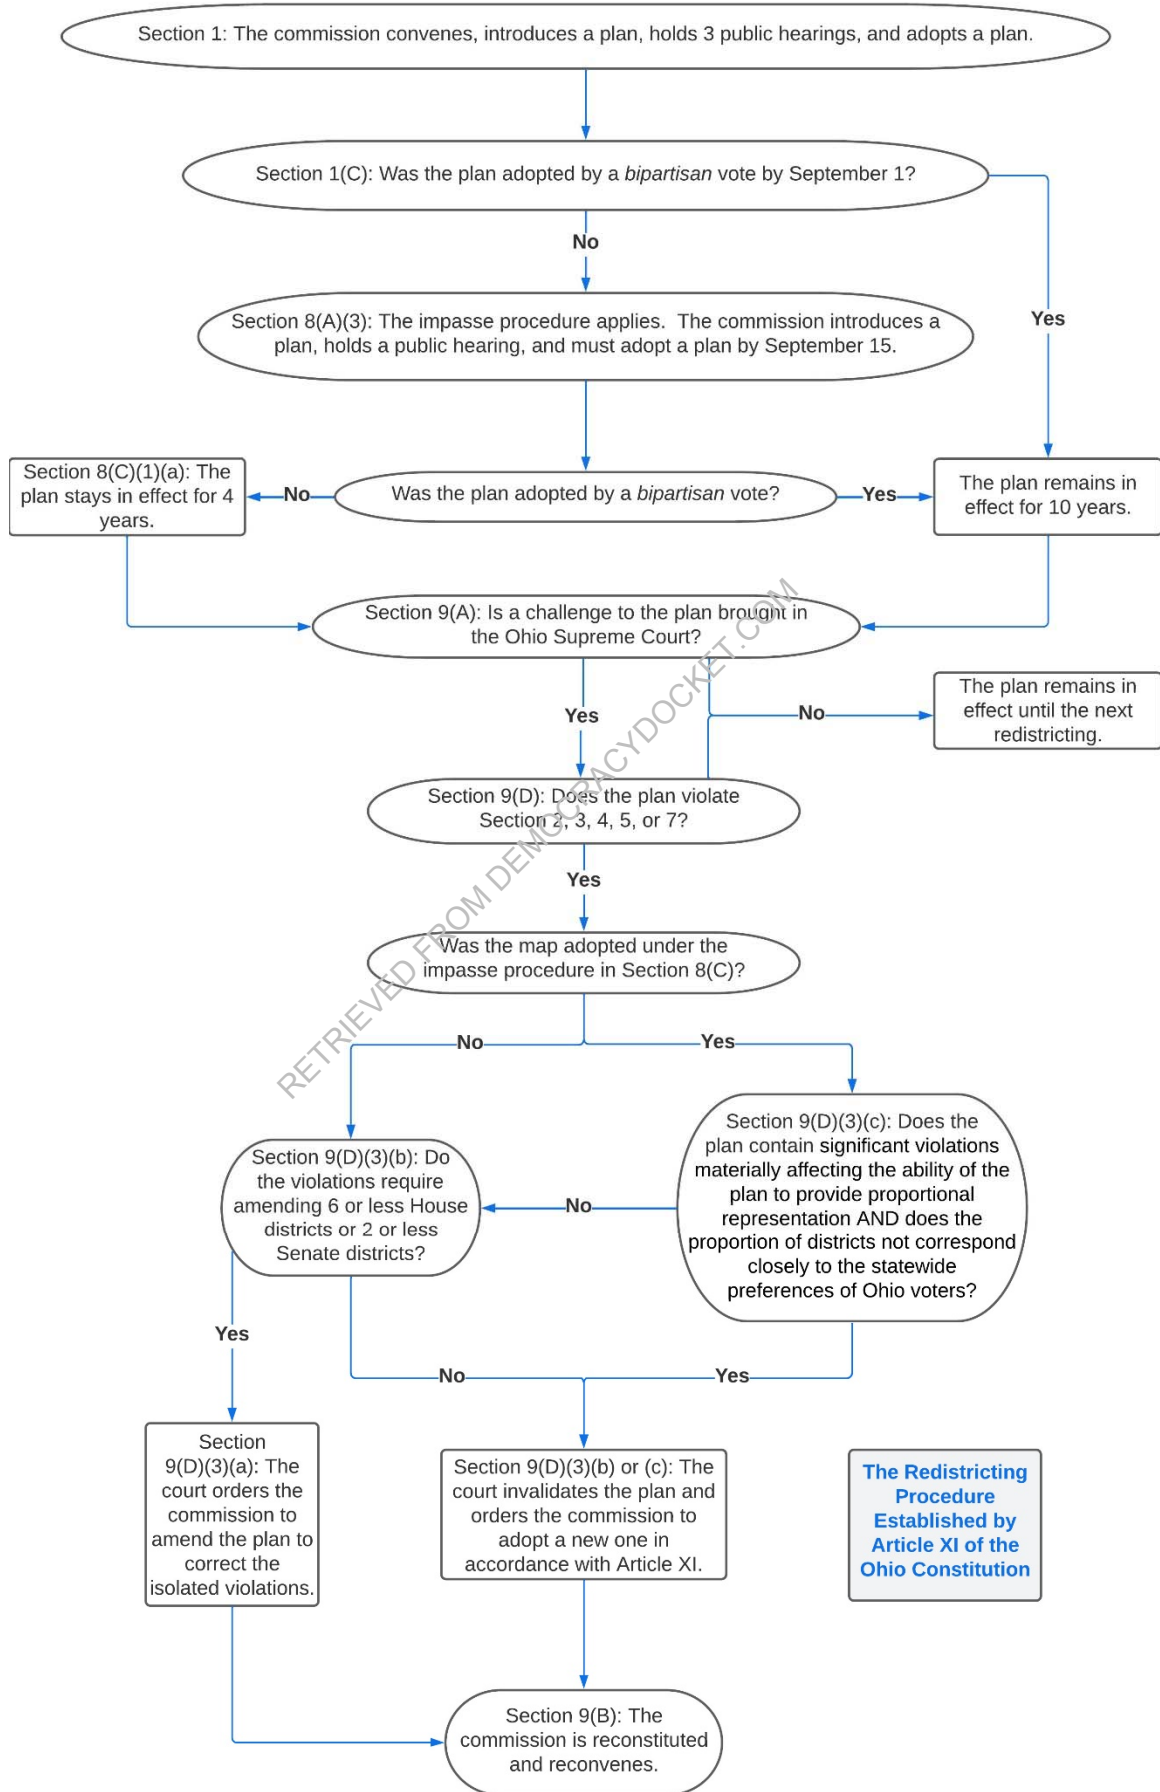 Section 1: The commission convenes, introduces a plan, holds 3 public hearings, and adopts a plan.
Section 1(C): Was the plan adopted by a bipartisan vote by September 1?
No
Yes
Section 8(A)(3): The impasse procedure applies. The commission introduces a
plan, holds a public hearing, and must adopt a plan by September 15.
Section 8(C)(1)(a): The
plan stays in effect for 4
years.
No
Was the plan adopted by a bipartisan vote?
Yes
The plan remains in
effect for 10 years.
Section 9(A): Is a challenge to the plan brought in
the Ohio Supreme Court?
Yes
No
The plan remains in
effect until the next
redistricting.
Section 9(D): Does the plan violate
Section 2, 3, 4, 5, or 7?
Yes
Was the map adopted under the
impasse procedure in Section 8(C)?
No
Yes
Section 9(D)(3)(b): Do
the violations require
amending 6 or less House
districts or 2 or less
Senate districts?
No
Section 9(D)(3)(c): Does the
plan contain significant violations
materially affecting the ability of the
plan to provide proportional
representation AND does the
proportion of districts not correspond
closely to the statewide
preferences of Ohio voters?
Yes
No
Yes
Section
9(D)(3)(a): The
court orders the
commission to
amend the plan to
correct the
isolated violations.
Section 9(D)(3)(b) or (c): The
court invalidates the plan and
orders the commission to
adopt a new one in
accordance with Article XI.
The Redistricting
Procedure
Established by
Article XI of the
Ohio Constitution
Section 9(B): The
commission is reconstituted
and reconvenes.
RETRIEVED FROM DEMOCRACYDOCKET.COM